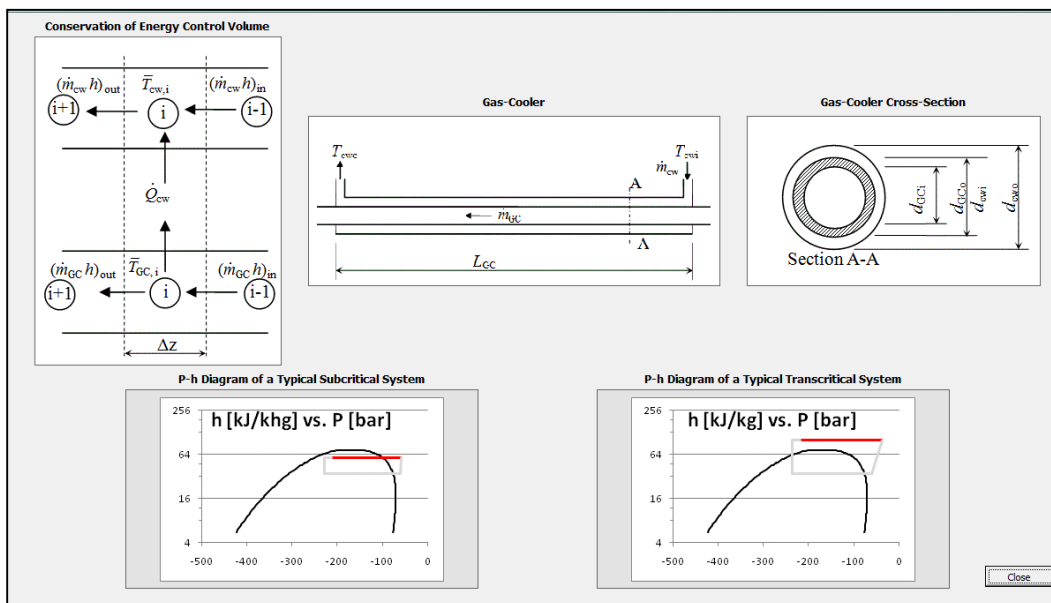 Conservation of Energy Control Volume
(ṁcw h)out T̄cw,i (ṁcw h)in
i+1 i i-1
Q̇cw
(ṁGC h)out T̄GC,i (ṁGC h)in
i+1 i i-1
Δz
Gas-Cooler
Tcwe Tcwi
ṁcw
A
ṁGC
A
LGC
Gas-Cooler Cross-Section
dGCi
dGCo
dcwi
dcwo
Section A-A
P-h Diagram of a Typical Subcritical System
h [kJ/khg] vs. P [bar]
256
64
16
4
-500 -400 -300 -200 -100 0
P-h Diagram of a Typical Transcritical System
h [kJ/kg] vs. P [bar]
256
64
16
4
-500 -400 -300 -200 -100 0
Close